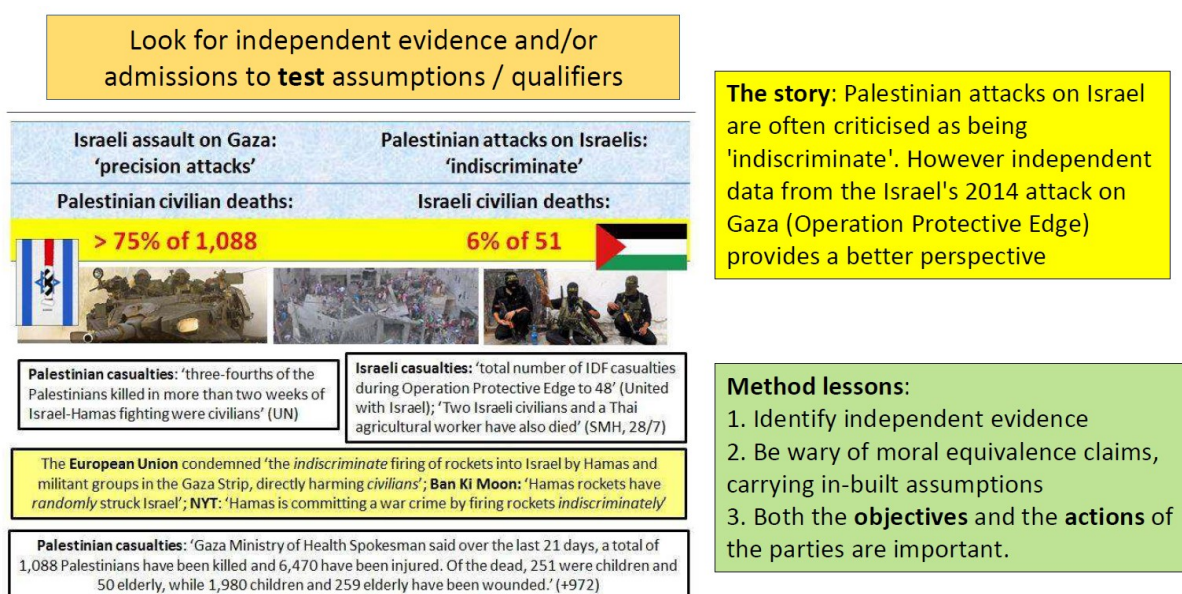 Look for independent evidence and/or
admissions to test assumptions / qualifiers
Israeli assault on Gaza:
'precision attacks'
Palestinian attacks on Israelis:
'indiscriminate'
Palestinian civilian deaths:
Israeli civilian deaths:
> 75% of 1,088
6% of 51
Palestinian casualties: 'three-fourths of the
Palestinians killed in more than two weeks of
Israel-Hamas fighting were civilians' (UN)
Israeli casualties: 'total number of IDF casualties
during Operation Protective Edge to 48' (United
with Israel); 'Two Israeli civilians and a Thai
agricultural worker have also died' (SMH, 28/7)
The European Union condemned 'the indiscriminate firing of rockets into Israel by Hamas and
militant groups in the Gaza Strip, directly harming civilians'; Ban Ki Moon: 'Hamas rockets have
randomly struck Israel'; NYT: 'Hamas is committing a war crime by firing rockets indiscriminately'
Palestinian casualties: 'Gaza Ministry of Health Spokesman said over the last 21 days, a total of
1,088 Palestinians have been killed and 6,470 have been injured. Of the dead, 251 were children and
50 elderly, while 1,980 children and 259 elderly have been wounded.' (+972)
The story: Palestinian attacks on Israel
are often criticised as being
'indiscriminate'. However independent
data from the Israel's 2014 attack on
Gaza (Operation Protective Edge)
provides a better perspective
Method lessons:
1. Identify independent evidence
2. Be wary of moral equivalence claims,
carrying in-built assumptions
3. Both the objectives and the actions of
the parties are important.